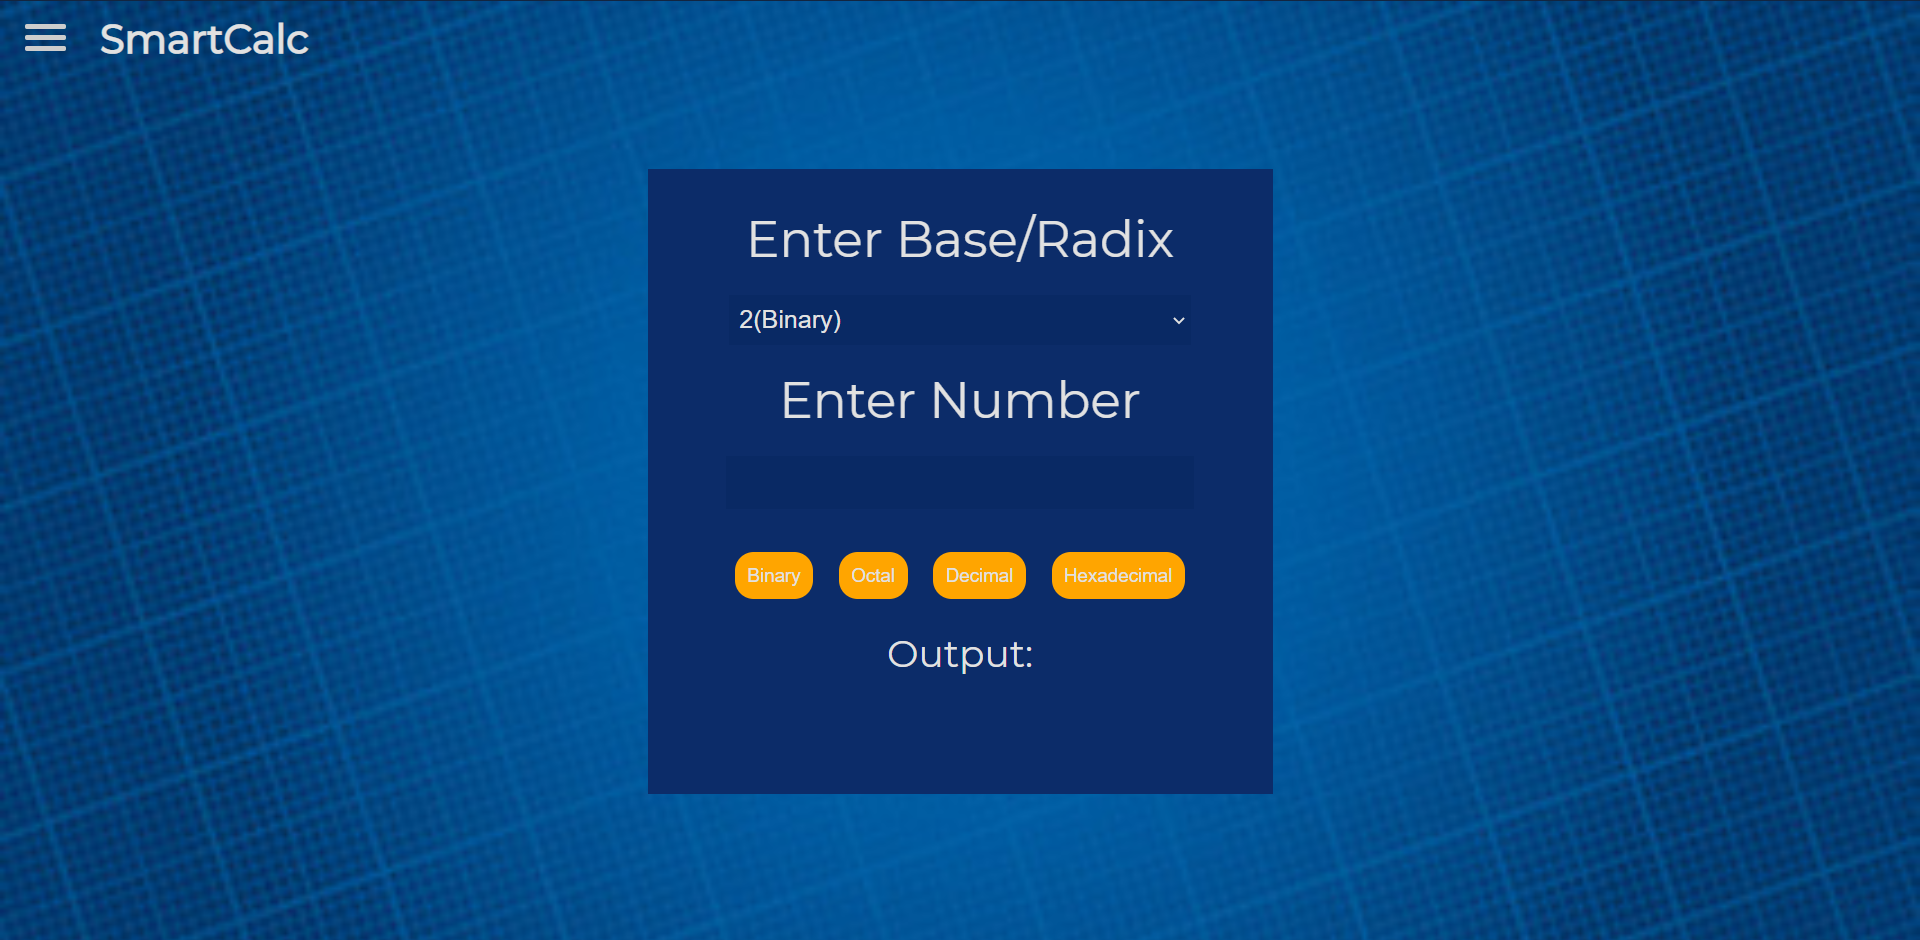 SmartCalc
Enter Base/Radix
2(Binary)
Enter Number
Binary Octal Decimal Hexadecimal
Output: